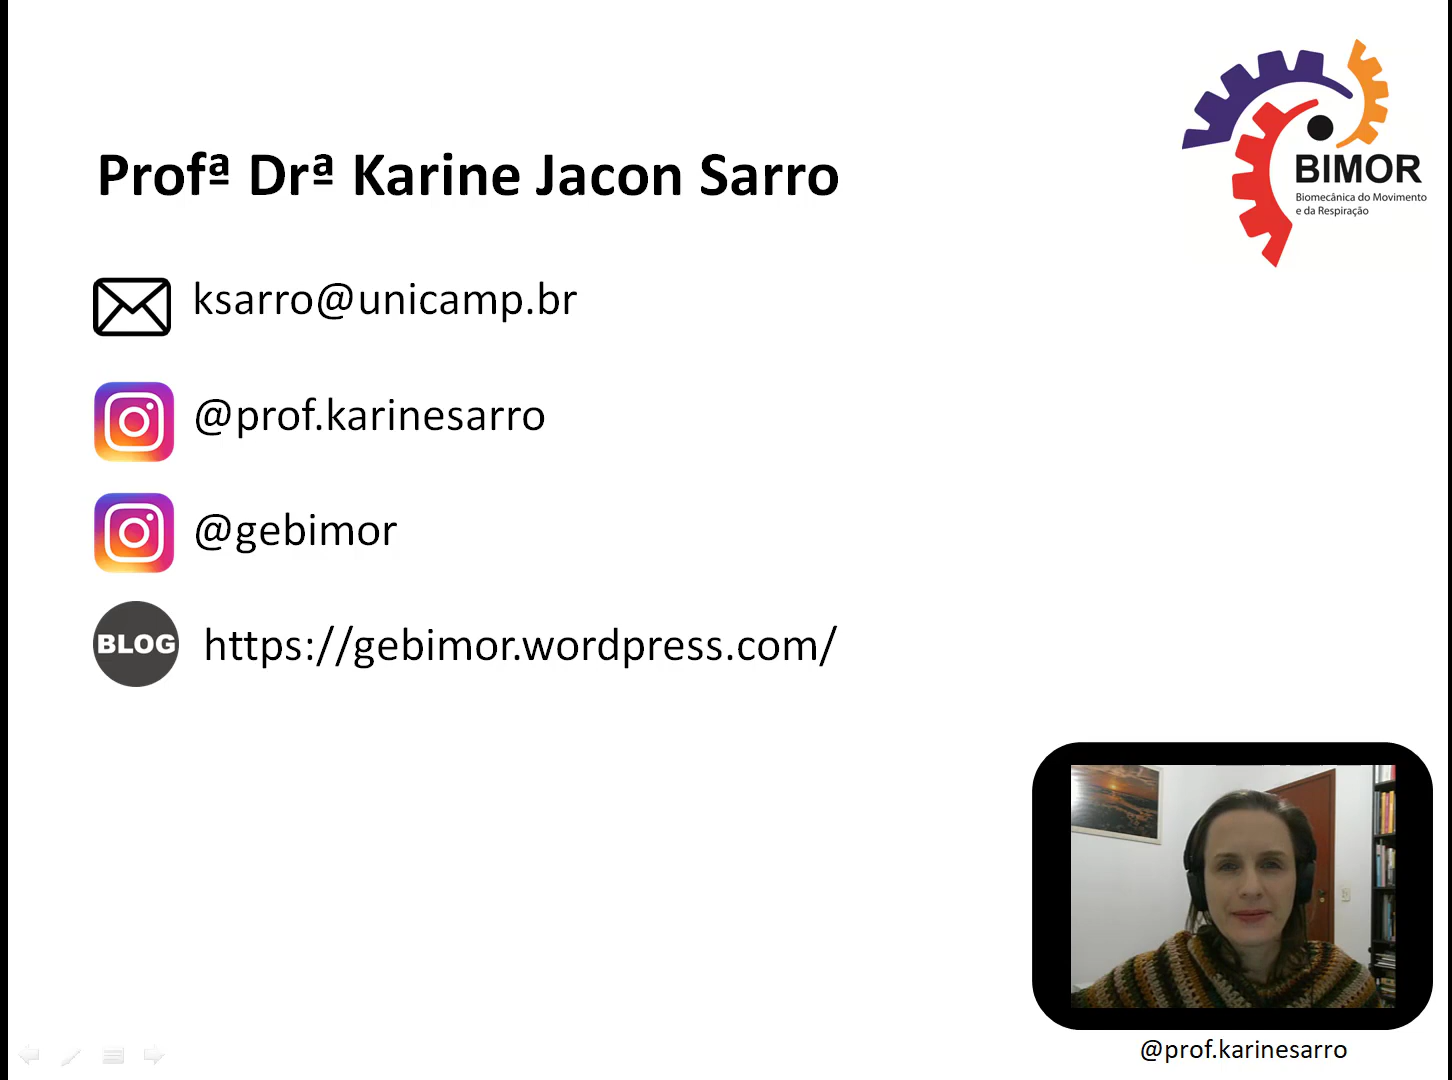 BIMOR
Biomecânica do Movimento
e da Respiração
Profª Drª Karine Jacon Sarro
ksarro@unicamp.br
@prof.karinesarro
@gebimor
BLOG https://gebimor.wordpress.com/
@prof.karinesarro